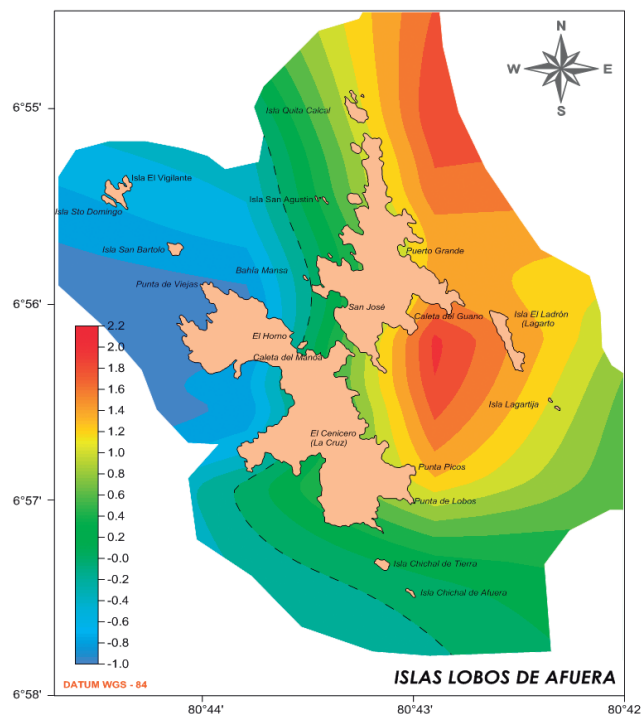 N
W E
S
6°55'
6°56'
6°57'
6°58'
Isla Quita Calcal
Isla El Vigilante
Isla Sto Domingo
Isla San Agustin
Isla San Bartolo
Puerto Grande
Bahía Mansa
Punta de Viejas
San José
Caleta del Guano
Isla El Ladrón
(Lagarto
El Horno
Caleta del Manoa
Isla Lagartija
El Cenicero
(La Cruz)
Punta Picos
Punta de Lobos
Isla Chichal de Tierra
Isla Chichal de Afuera
2.2
2.0
1.8
1.6
1.4
1.2
1.0
0.8
0.6
0.4
0.2
-0.0
-0.2
-0.4
-0.6
-0.8
-1.0
DATUM WGS - 84
ISLAS LOBOS DE AFUERA
80°44' 80°43' 80°42